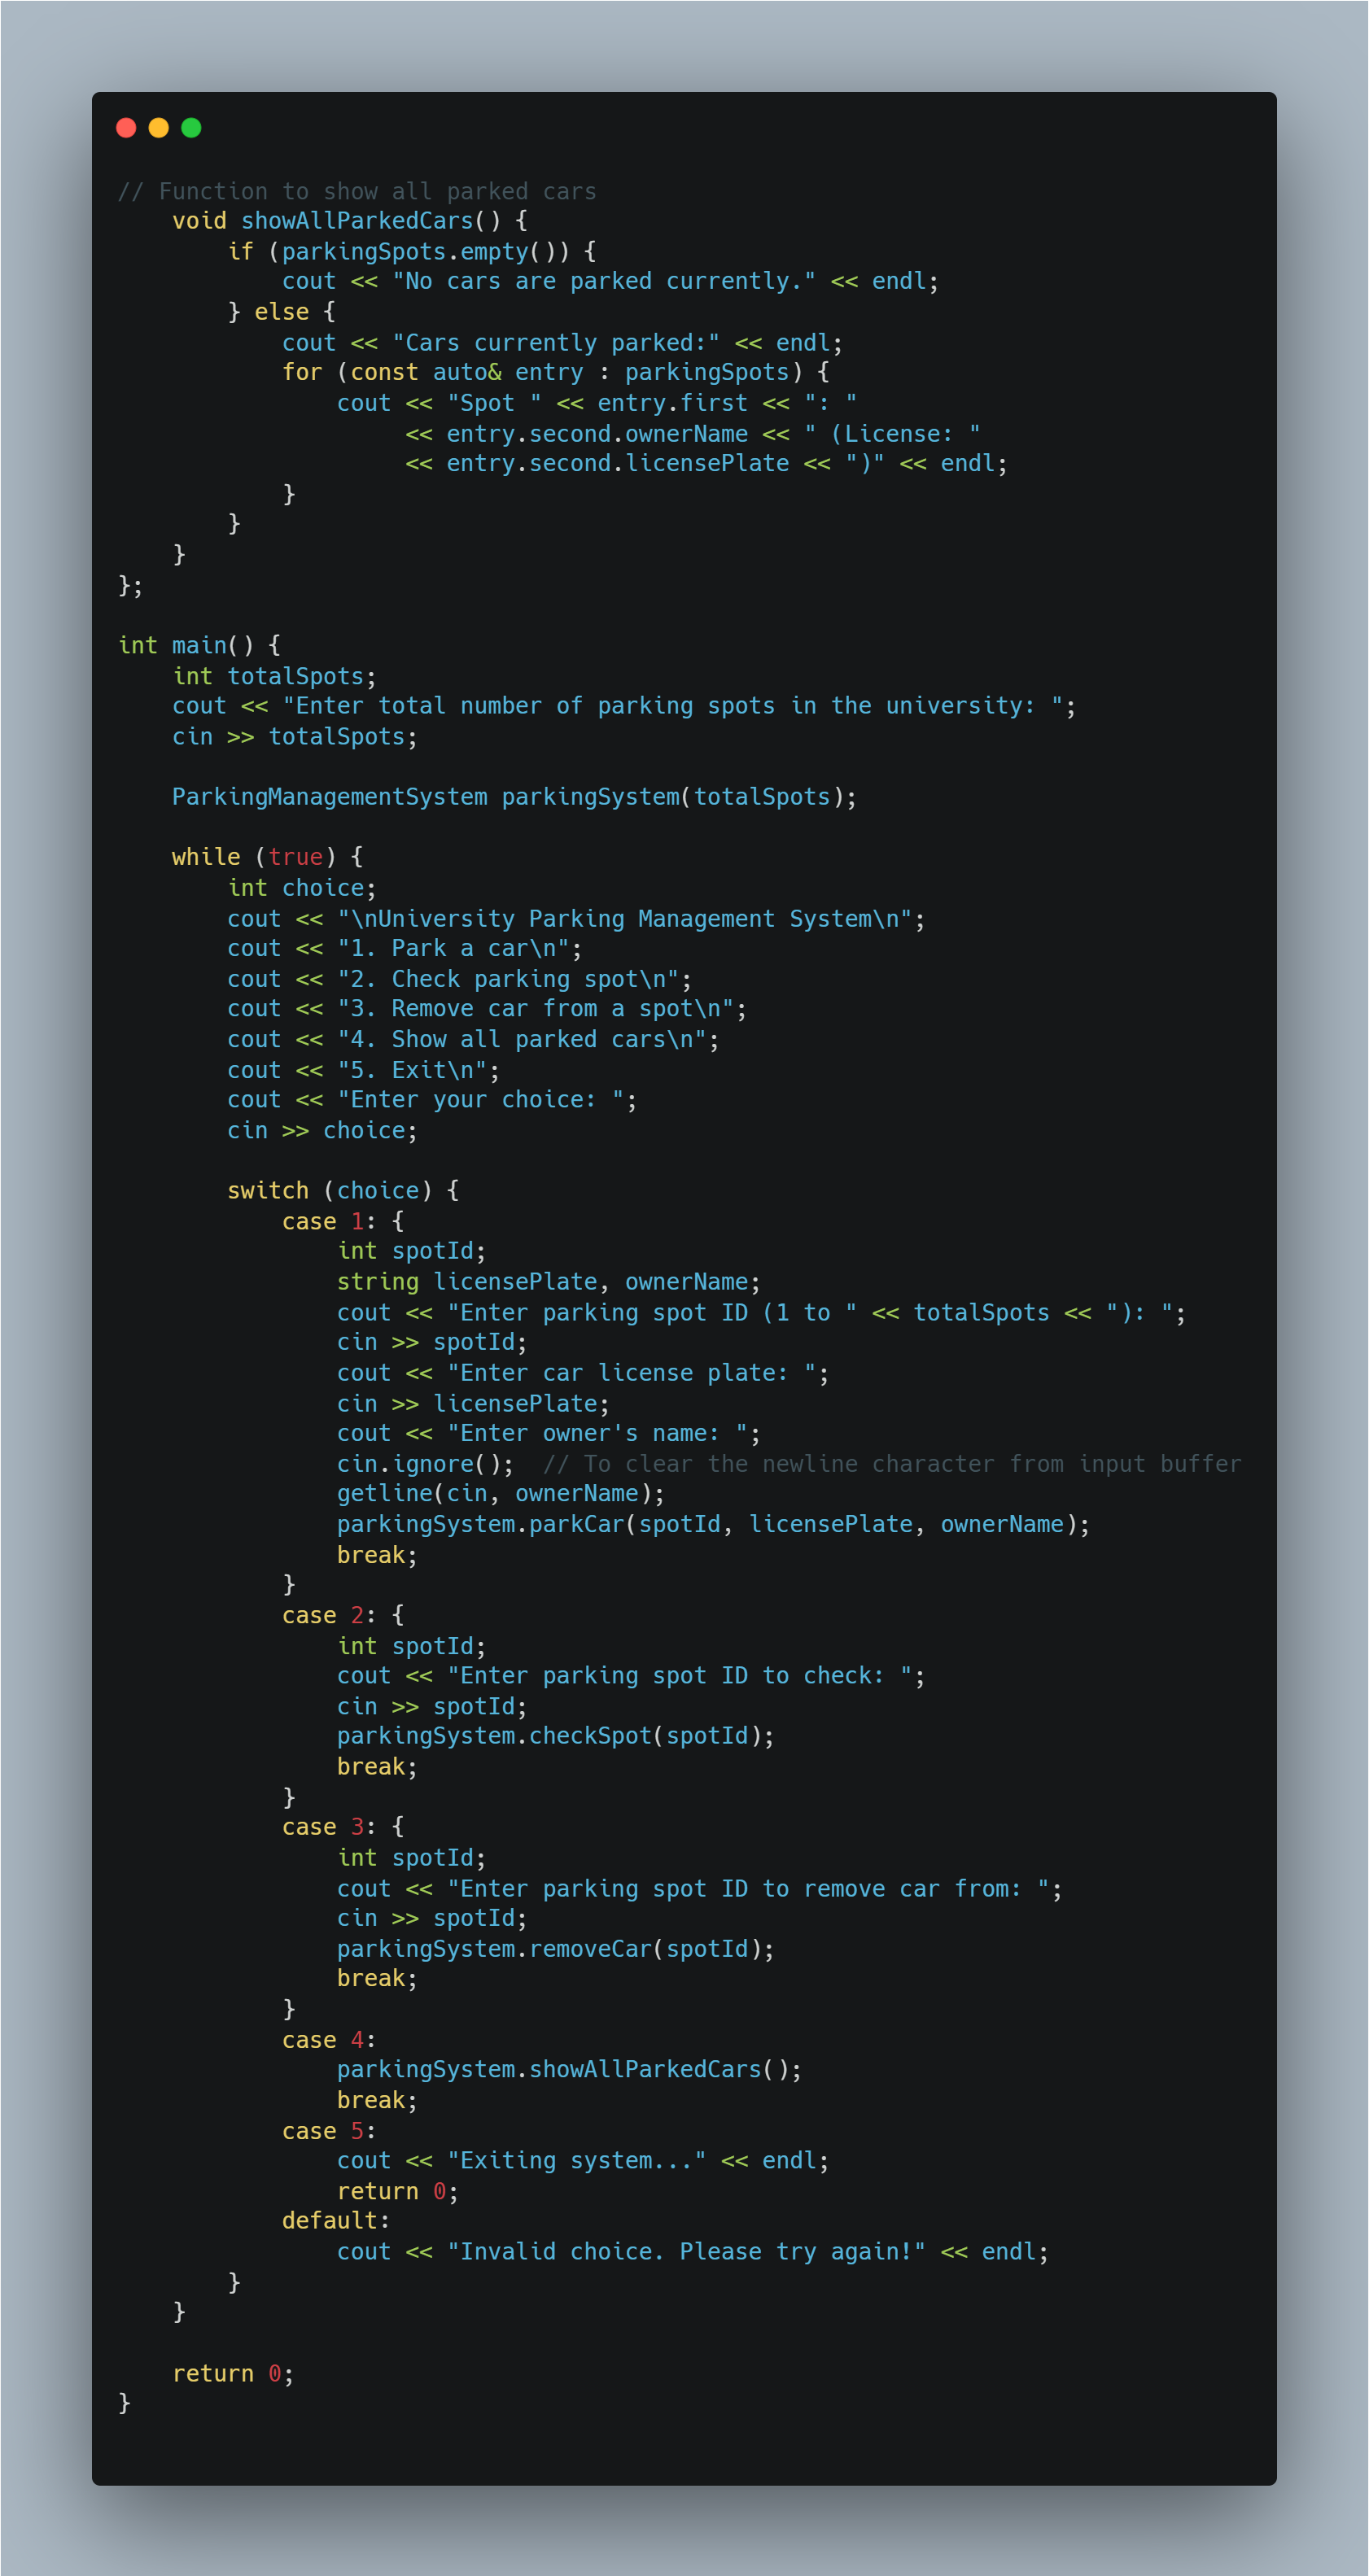 // Function to show all parked cars
    void showAllParkedCars() {
        if (parkingSpots.empty()) {
            cout << "No cars are parked currently." << endl;
        } else {
            cout << "Cars currently parked:" << endl;
            for (const auto& entry : parkingSpots) {
                cout << "Spot " << entry.first << ": "
                     << entry.second.ownerName << " (License: "
                     << entry.second.licensePlate << ")" << endl;
            }
        }
    }
};

int main() {
    int totalSpots;
    cout << "Enter total number of parking spots in the university: ";
    cin >> totalSpots;

    ParkingManagementSystem parkingSystem(totalSpots);

    while (true) {
        int choice;
        cout << "\nUniversity Parking Management System\n";
        cout << "1. Park a car\n";
        cout << "2. Check parking spot\n";
        cout << "3. Remove car from a spot\n";
        cout << "4. Show all parked cars\n";
        cout << "5. Exit\n";
        cout << "Enter your choice: ";
        cin >> choice;

        switch (choice) {
            case 1: {
                int spotId;
                string licensePlate, ownerName;
                cout << "Enter parking spot ID (1 to " << totalSpots << "): ";
                cin >> spotId;
                cout << "Enter car license plate: ";
                cin >> licensePlate;
                cout << "Enter owner's name: ";
                cin.ignore();  // To clear the newline character from input buffer
                getline(cin, ownerName);
                parkingSystem.parkCar(spotId, licensePlate, ownerName);
                break;
            }
            case 2: {
                int spotId;
                cout << "Enter parking spot ID to check: ";
                cin >> spotId;
                parkingSystem.checkSpot(spotId);
                break;
            }
            case 3: {
                int spotId;
                cout << "Enter parking spot ID to remove car from: ";
                cin >> spotId;
                parkingSystem.removeCar(spotId);
                break;
            }
            case 4:
                parkingSystem.showAllParkedCars();
                break;
            case 5:
                cout << "Exiting system..." << endl;
                return 0;
            default:
                cout << "Invalid choice. Please try again!" << endl;
        }
    }

    return 0;
}